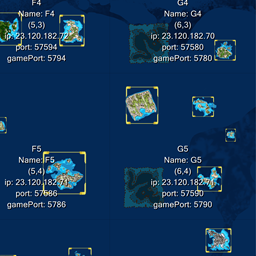 F4
Name: F4
(5,3)
ip: 23.120.182.72
port: 57594
gamePort: 5794
G4
Name: G4
(6,3)
ip: 23.120.182.70
port: 57580
gamePort: 5780
F5
Name: F5
(5,4)
ip: 23.120.182.71
port: 57586
gamePort: 5786
G5
Name: G5
(6,4)
ip: 23.120.182.71
port: 57590
gamePort: 5790